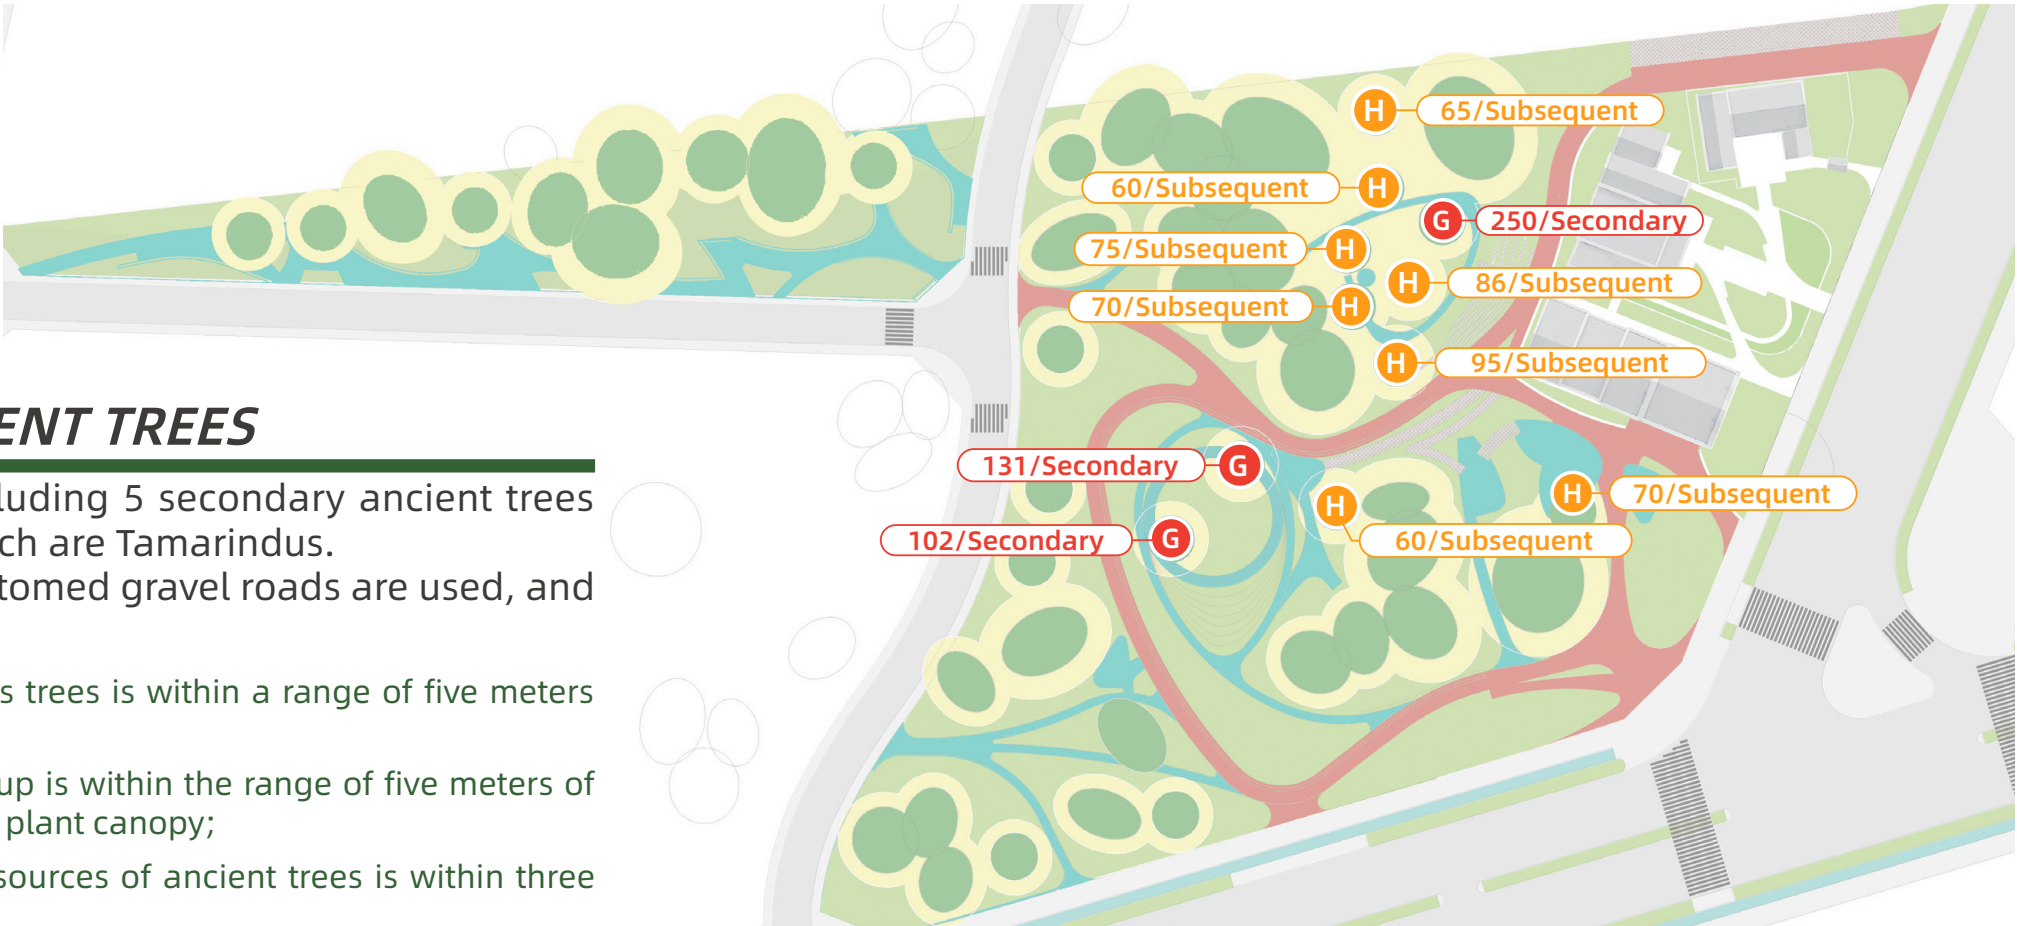 ENT TREES
luding 5 secondary ancient trees
ch are Tamarindus.
tomed gravel roads are used, and
s trees is within a range of five meters
up is within the range of five meters of
plant canopy;
sources of ancient trees is within three
H 65/Subsequent
60/Subsequent H
G 250/Secondary
75/Subsequent H
H 86/Subsequent
70/Subsequent H
H 95/Subsequent
131/Secondary G
H 70/Subsequent
102/Secondary G
H 60/Subsequent